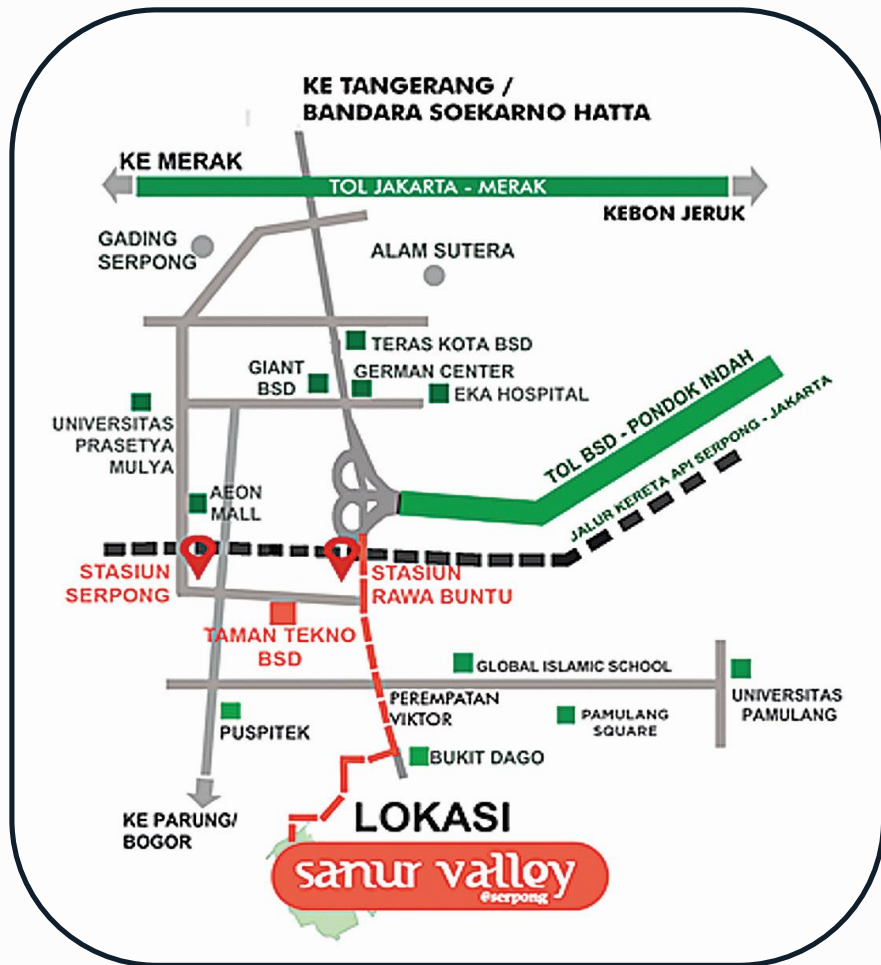 KE TANGERANG /
BANDARA SOEKARNO HATTA
KE MERAK
TOL JAKARTA - MERAK
KEBON JERUK
GADING
SERPONG
ALAM SUTERA
TERAS KOTA BSD
GIANT
BSD
GERMAN CENTER
EKA HOSPITAL
UNIVERSITAS
PRASETYA
MULYA
TOL BSD - PONDOK INDAH
JALUR KERETA API SERPONG - JAKARTA
AEON
MALL
STASIUN
SERPONG
STASIUN
RAWA BUNTU
TAMAN TEKNO
BSD
GLOBAL ISLAMIC SCHOOL
PEREMPATAN
VIKTOR
UNIVERSITAS
PAMULANG
PUSPITEK
PAMULANG
SQUARE
BUKIT DAGO
KE PARUNG/
BOGOR
LOKASI
sanur valley
@serpong